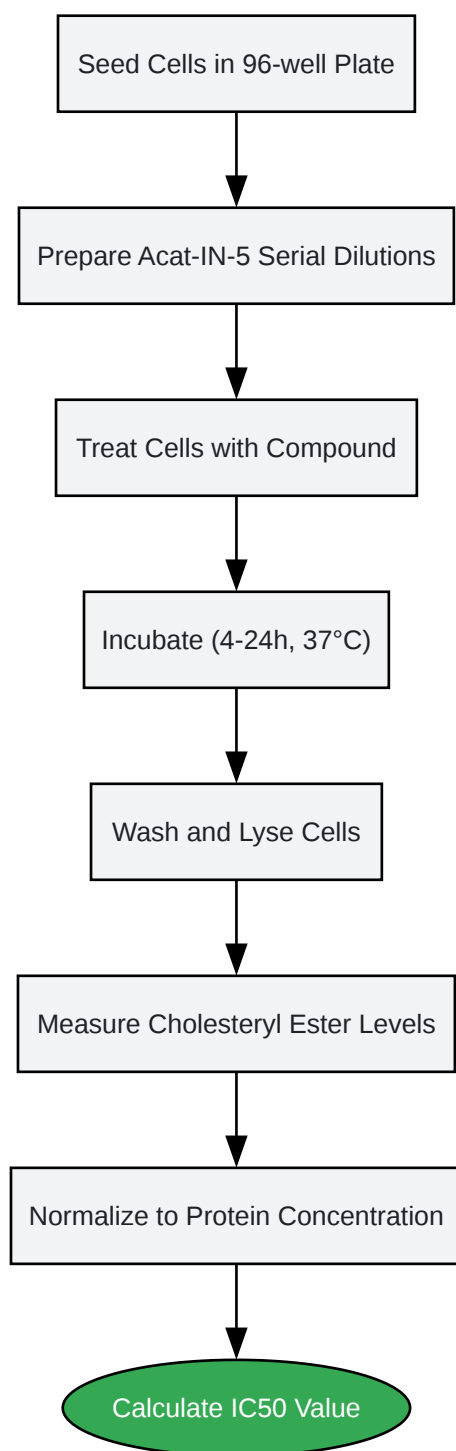 Seed Cells in 96-well Plate
Prepare Acat-IN-5 Serial Dilutions
Treat Cells with Compound
Incubate (4-24h, 37°C)
Wash and Lyse Cells
Measure Cholesteryl Ester Levels
Normalize to Protein Concentration
Calculate IC50 Value